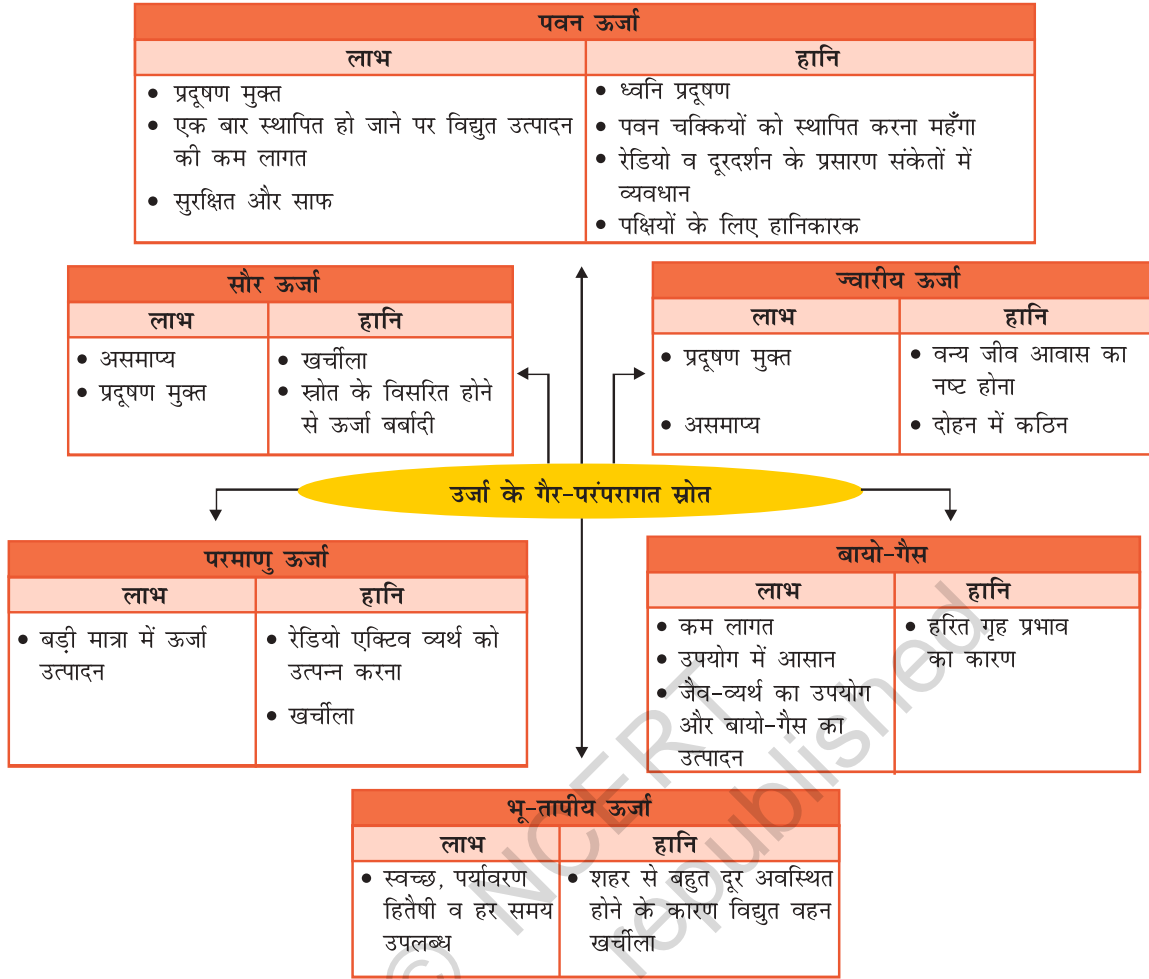 पवन ऊर्जा
लाभ
हानि
• प्रदूषण मुक्त
• एक बार स्थापित हो जाने पर विद्युत उत्पादन
की कम लागत
• सुरक्षित और साफ
• ध्वनि प्रदूषण
• पवन चक्कियों को स्थापित करना महँगा
• रेडियो व दूरदर्शन के प्रसारण संकेतों में
व्यवधान
• पक्षियों के लिए हानिकारक
सौर ऊर्जा
लाभ
हानि
• असमाप्य
• प्रदूषण मुक्त
• खर्चीला
• स्रोत के विसरित होने
से ऊर्जा बर्बादी
ज्वारीय ऊर्जा
लाभ
हानि
• प्रदूषण मुक्त
• असमाप्य
• वन्य जीव आवास का
नष्ट होना
• दोहन में कठिन
उर्जा के गैर-परंपरागत स्रोत
परमाणु ऊर्जा
लाभ
हानि
• बड़ी मात्रा में ऊर्जा
उत्पादन
• रेडियो एक्टिव व्यर्थ को
उत्पन्न करना
• खर्चीला
बायो-गैस
लाभ
हानि
• कम लागत
• उपयोग में आसान
• जैव-व्यर्थ का उपयोग
और बायो-गैस का
उत्पादन
• हरित गृह प्रभाव
का कारण
भू-तापीय ऊर्जा
लाभ
हानि
• स्वच्छ, पर्यावरण
हितैषी व हर समय
उपलब्ध
• शहर से बहुत दूर अवस्थित
होने के कारण विद्युत वहन
खर्चीला
© NCERT
republished